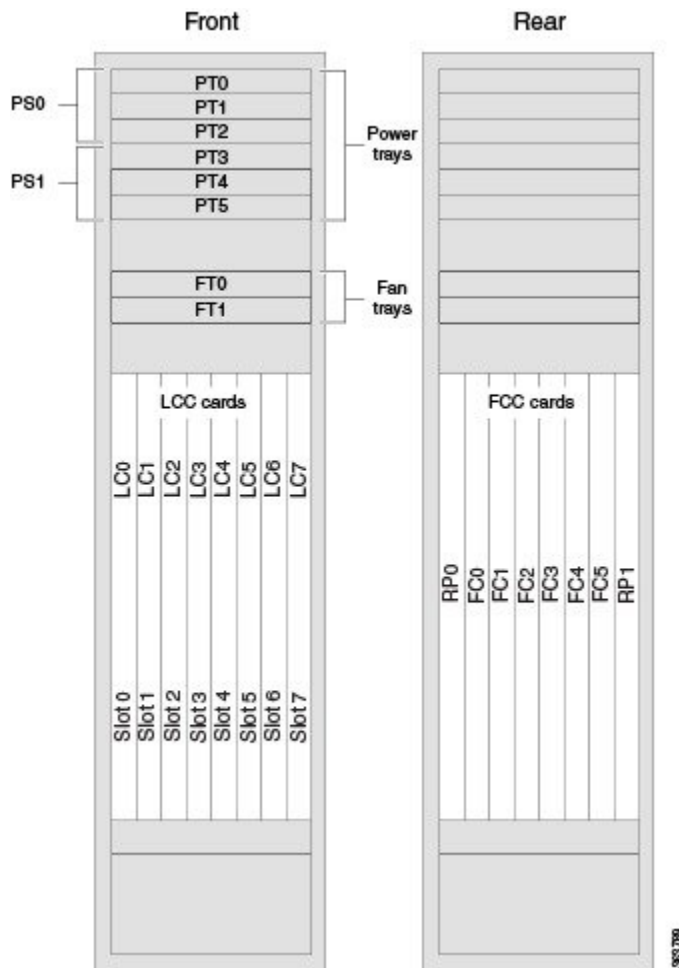 Front
Rear
PS0
PS1
PT0
PT1
PT2
PT3
PT4
PT5
Power
trays
FT0
FT1
Fan
trays
LCC cards
LC0
LC1
LC2
LC3
LC4
LC5
LC6
LC7
Slot 0
Slot 1
Slot 2
Slot 3
Slot 4
Slot 5
Slot 6
Slot 7
FCC cards
RP0
FC0
FC1
FC2
FC3
FC4
FC5
RP1